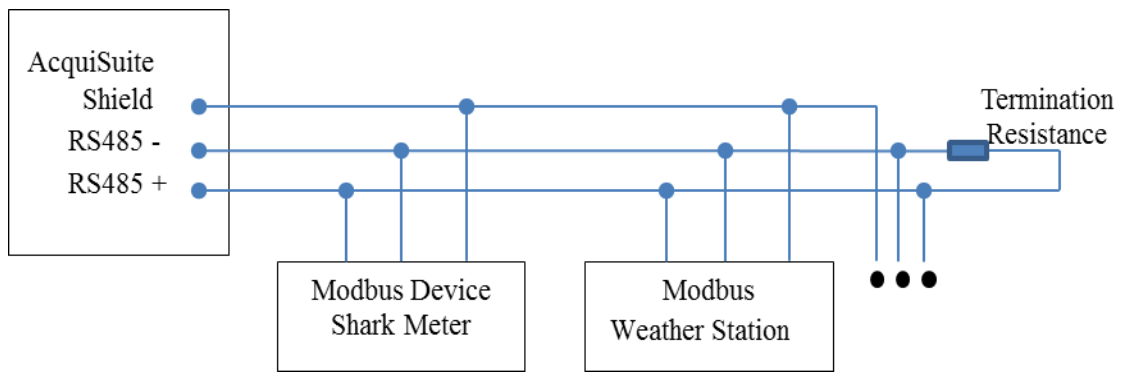 AcquiSuite
Shield
RS485 -
RS485 +
Termination
Resistance
Modbus Device
Shark Meter
Modbus
Weather Station